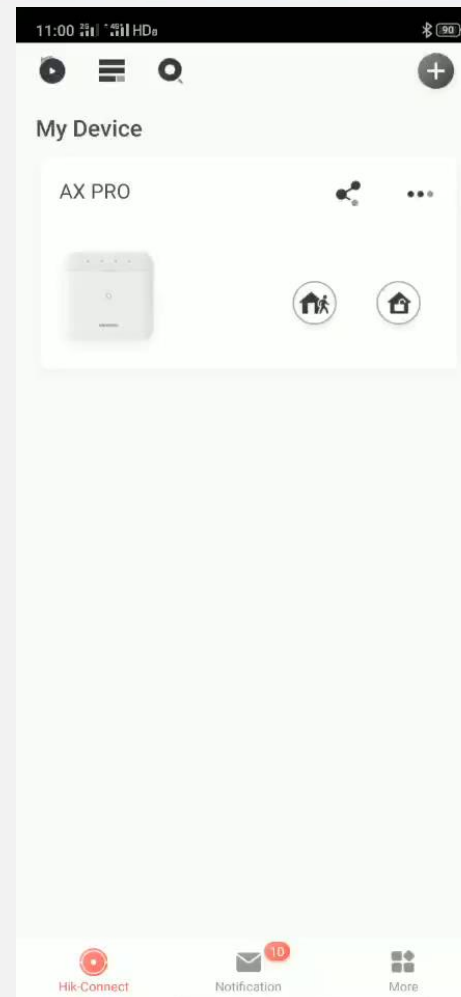 11:00 HD
90
My Device
AX PRO
10
Hik-Connect
Notification
More